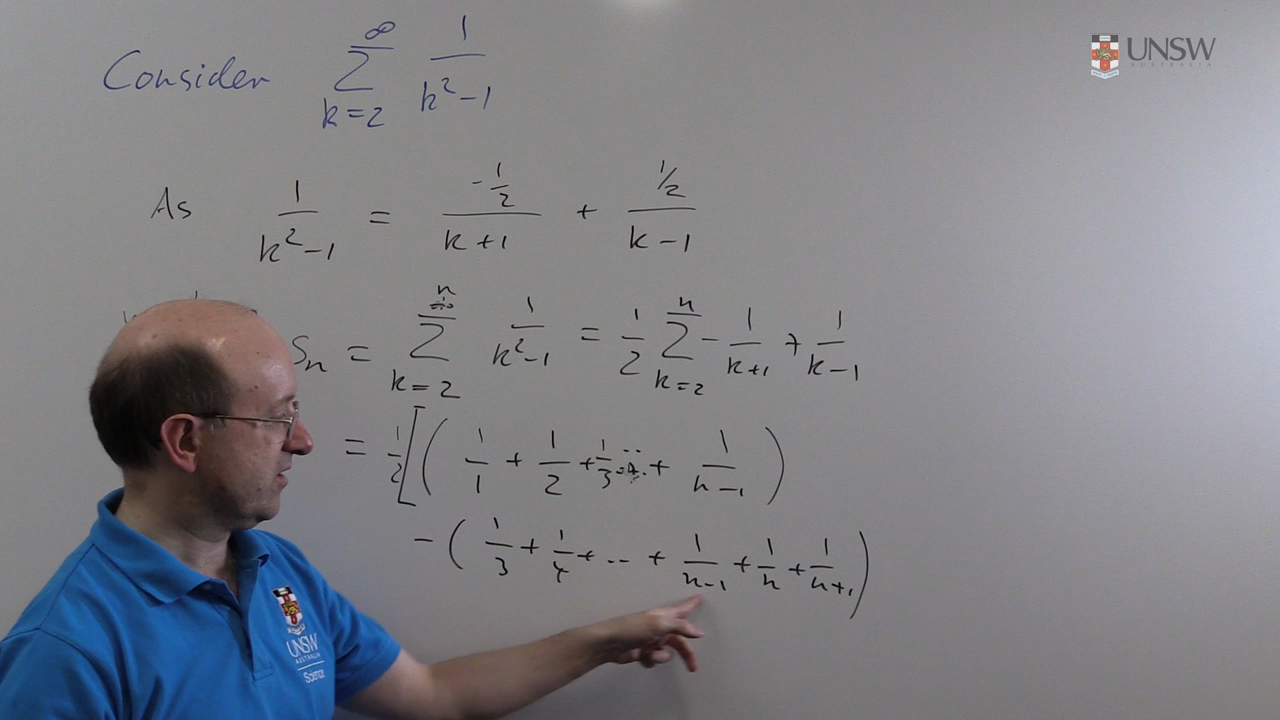 UNSW
AUSTRALIA
Consider ∑_{k=2}^{∞} 1/(k²-1)
As 1/(k²-1) = (-1/2)/(k+1) + (1/2)/(k-1)
Sₙ = ∑_{k=2}^{n} 1/(k²-1) = 1/2 ∑_{k=2}^{n} -1/(k+1) + 1/(k-1)
= 1/2 [(1/1 + 1/2 + 1/3 ... + 1/(n-1))
- (1/3 + 1/4 + ... + 1/(n-1) + 1/n + 1/(n+1))
UNSW
AUSTRALIA
Science